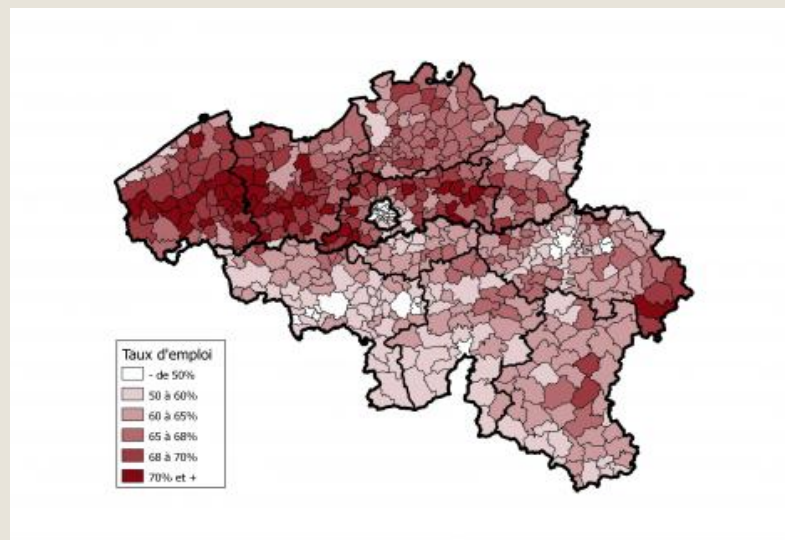 Taux d'emploi
- de 50%
50 à 60%
60 à 65%
65 à 68%
68 à 70%
70% et +